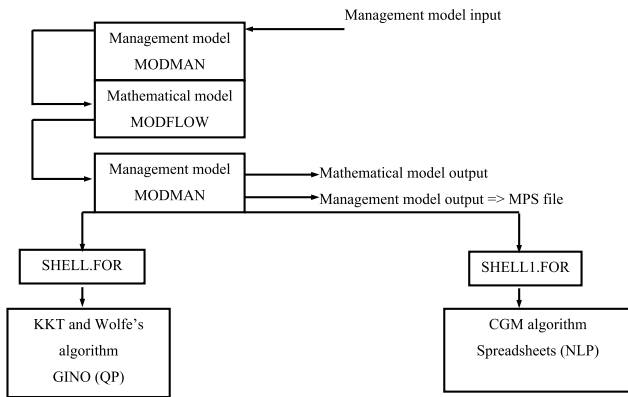 Management model input
Management model
MODMAN
Mathematical model
MODFLOW
Management model
MODMAN
Mathematical model output
Management model output => MPS file
SHELL.FOR
SHELL1.FOR
KKT and Wolfe's
algorithm
GINO (QP)
CGM algorithm
Spreadsheets (NLP)